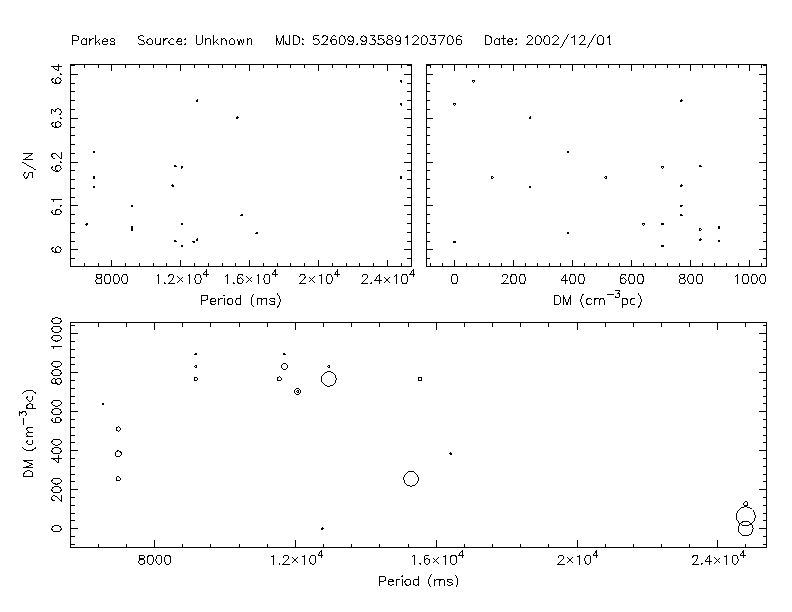 Parkes Source: Unknown MJD: 52609.935891203706 Date: 2002/12/01
6.4
6.3
6.2
6.1
6
S/N
8000 1.2×10⁴ 1.6×10⁴ 2×10⁴ 2.4×10⁴
Period (ms)
0 200 400 600 800 1000
DM (cm⁻³pc)
1000
800
600
400
200
0
DM (cm⁻³pc)
8000 1.2×10⁴ 1.6×10⁴ 2×10⁴ 2.4×10⁴
Period (ms)